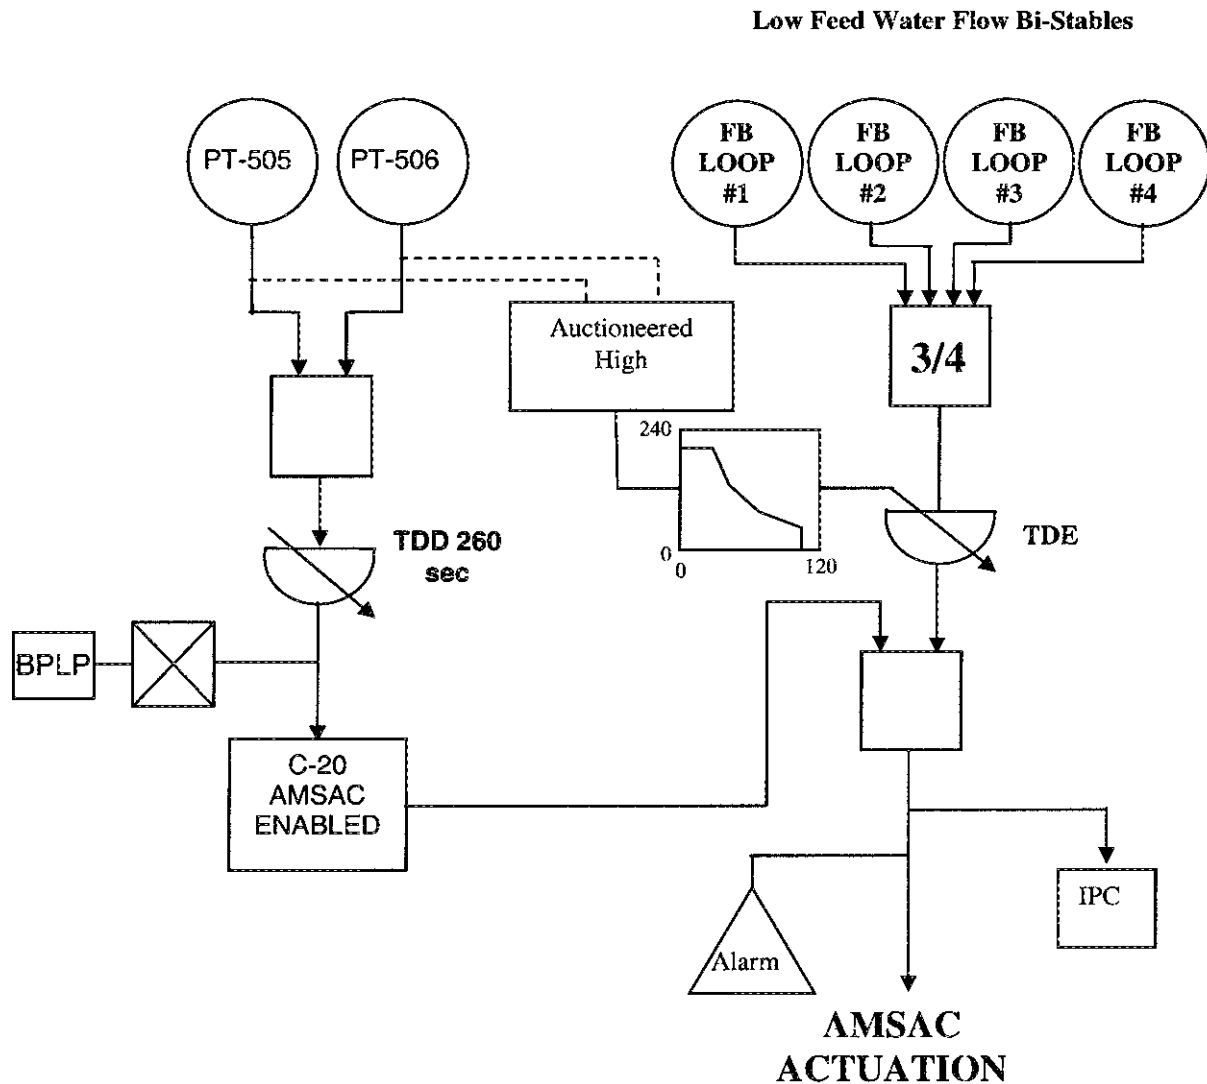 Low Feed Water Flow Bi-Stables
PT-505
PT-506
FB
LOOP
#1
FB
LOOP
#2
FB
LOOP
#3
FB
LOOP
#4
Auctioneered
High
3/4
240
0
0
120
TDE
TDD 260
sec
BPLP
C-20
AMSAC
ENABLED
IPC
Alarm
AMSAC
ACTUATION